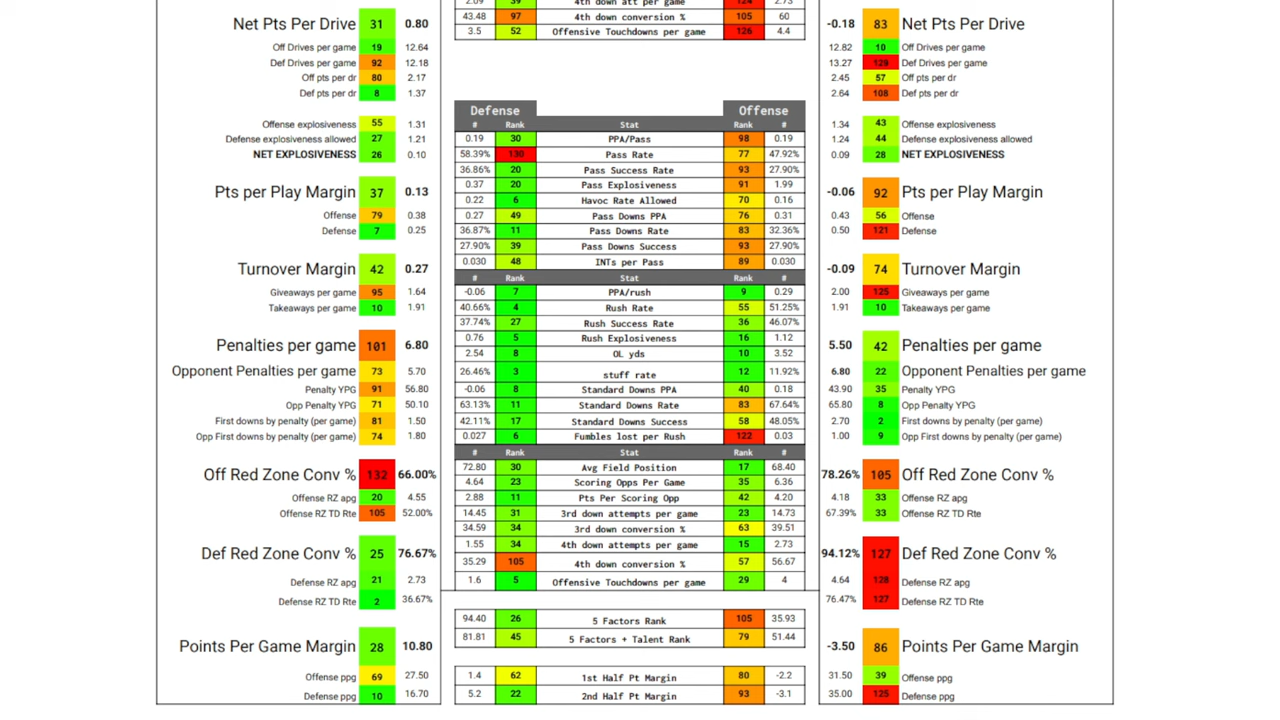 2.73
4th down att per game
43.48 97 4th down conversion % 105 60
3.5 52 Offensive Touchdowns per game 126 4.4
Net Pts Per Drive 31 0.80
Off Drives per game 19 12.64
Def Drives per game 92 12.18
Off pts per dr 80 2.17
Def pts per dr 8 1.37
Offense explosiveness 55 1.31
Defense explosiveness allowed 27 1.21
NET EXPLOSIVENESS 26 0.10
Pts per Play Margin 37 0.13
Offense 79 0.38
Defense 7 0.25
Turnover Margin 42 0.27
Giveaways per game 95 1.64
Takeaways per game 10 1.91
Penalties per game 101 6.80
Opponent Penalties per game 73 5.70
Penalty YPG 91 56.80
Opp Penalty YPG 71 50.10
First downs by penalty (per game) 81 1.50
Opp First downs by penalty (per game) 74 1.80
Off Red Zone Conv % 132 66.00%
Offense RZ apg 20 4.55
Offense RZ TD Rte 105 52.00%
Def Red Zone Conv % 25 76.67%
Defense RZ apg 21 2.73
Defense RZ TD Rte 2 36.67%
Points Per Game Margin 28 10.80
Offense ppg 69 27.50
Defense ppg 10 16.70
Defense Offense
# Rank Stat Rank #
0.19 30 PPA/Pass 98 0.19
58.39% 130 Pass Rate 77 47.92%
36.86% 20 Pass Success Rate 93 27.90%
0.37 20 Pass Explosiveness 91 1.99
0.22 6 Havoc Rate Allowed 70 0.16
0.27 49 Pass Downs PPA 76 0.31
36.87% 11 Pass Downs Rate 83 32.36%
27.90% 39 Pass Downs Success 93 27.90%
0.030 48 INTs per Pass 89 0.030
# Rank Stat Rank #
-0.06 7 PPA/rush 9 0.29
40.66% 4 Rush Rate 55 51.25%
37.74% 27 Rush Success Rate 36 46.07%
0.76 5 Rush Explosiveness 16 1.12
2.54 8 OL yds 10 3.52
26.46% 3 stuff rate 12 11.92%
-0.06 8 Standard Downs PPA 40 0.18
63.13% 11 Standard Downs Rate 83 67.64%
42.11% 17 Standard Downs Success 58 48.05%
0.027 6 Fumbles lost per Rush 122 0.03
# Rank Stat Rank #
72.80 30 Avg Field Position 17 68.40
4.64 23 Scoring Opps Per Game 35 6.36
2.88 11 Pts Per Scoring Opp 42 4.20
14.45 31 3rd down attempts per game 23 14.73
34.59 34 3rd down conversion % 63 39.51
1.55 34 4th down attempts per game 15 2.73
35.29 105 4th down conversion % 57 56.67
1.6 5 Offensive Touchdowns per game 29 4
94.40 26 5 Factors Rank 105 35.93
81.81 45 5 Factors + Talent Rank 79 51.44
1.4 62 1st Half Pt Margin 80 -2.2
5.2 22 2nd Half Pt Margin 93 -3.1
-0.18 83 Net Pts Per Drive
12.82 10 Off Drives per game
13.27 129 Def Drives per game
2.45 57 Off pts per dr
2.64 108 Def pts per dr
1.34 43 Offense explosiveness
1.24 44 Defense explosiveness allowed
0.09 28 NET EXPLOSIVENESS
-0.06 92 Pts per Play Margin
0.43 56 Offense
0.50 121 Defense
-0.09 74 Turnover Margin
2.00 125 Giveaways per game
1.91 10 Takeaways per game
5.50 42 Penalties per game
6.80 22 Opponent Penalties per game
43.90 35 Penalty YPG
65.80 8 Opp Penalty YPG
2.70 2 First downs by penalty (per game)
1.00 9 Opp First downs by penalty (per game)
78.26% 105 Off Red Zone Conv %
4.18 33 Offense RZ apg
67.39% 33 Offense RZ TD Rte
94.12% 127 Def Red Zone Conv %
4.64 128 Defense RZ apg
76.47% 127 Defense RZ TD Rte
-3.50 86 Points Per Game Margin
31.50 39 Offense ppg
35.00 125 Defense ppg